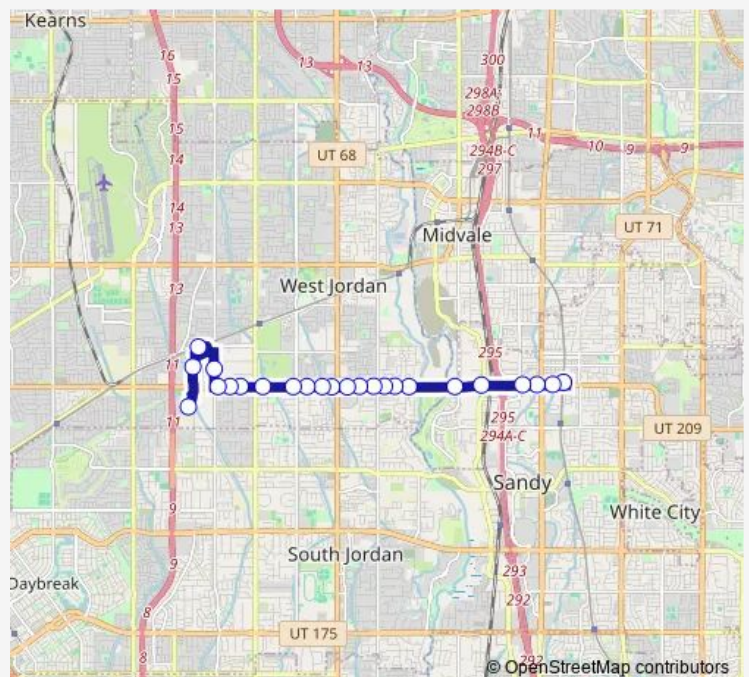 Kearns
16
15
13
13
300
298A
298B
11
15
14
UT 68
294B-C
297
10
9
9
14
13
UT 71
Midvale
13
West Jordan
295
11
11
295
294A-C
UT 209
Sandy
9
White City
South Jordan
9
293
Daybreak
292
8
UT 175
8
292
© OpenStreetMap contributors